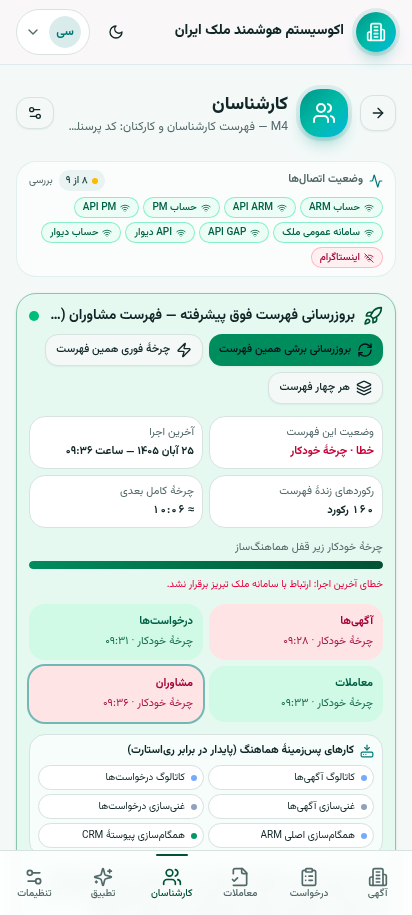 اکوسیستم هوشمند ملک ایران
سی
کارشناسان
M4 — فهرست کارشناسان و کارکنان؛ کد پرسنا...
وضعیت اتصال‌ها
۸ از ۹
بررسی
حساب ARM
API ARM
حساب PM
API PM
سامانه عمومی ملک
API GAP
API دیوار
حساب دیوار
اینستاگرام
بروزرسانی فهرست فوق پیشرفته — فهرست مشاوران (...
بروزرسانی برشی همین فهرست
چرخهٔ فوری همین فهرست
هر چهار فهرست
وضعیت این فهرست
خطا · چرخهٔ خودکار
آخرین اجرا
۲۵ آبان ۱۴۰۵ — ساعت ۰۹:۳۶
رکوردهای زندهٔ فهرست
۱۶۰ رکورد
چرخهٔ کامل بعدی
≈ ۱۰:۰۶
چرخهٔ خودکار زیر قفل هماهنگ‌ساز
خطای آخرین اجرا: ارتباط با سامانه ملک تبریز برقرار نشد.
آگهی‌ها
چرخهٔ خودکار · ۰۹:۲۸
درخواست‌ها
چرخهٔ خودکار · ۰۹:۳۱
معاملات
چرخهٔ خودکار · ۰۹:۳۳
مشاوران
چرخهٔ خودکار · ۰۹:۳۶
کارهای پس‌زمینهٔ هماهنگ (پایدار در برابر ری‌استارت)
کاتالوگ آگهی‌ها
کاتالوگ درخواست‌ها
غنی‌سازی آگهی‌ها
غنی‌سازی درخواست‌ها
همگام‌سازی اصلی ARM
همگام‌سازی پیوستهٔ CRM
آگهی
درخواست
معاملات
کارشناسان
تطبیق
تنظیمات